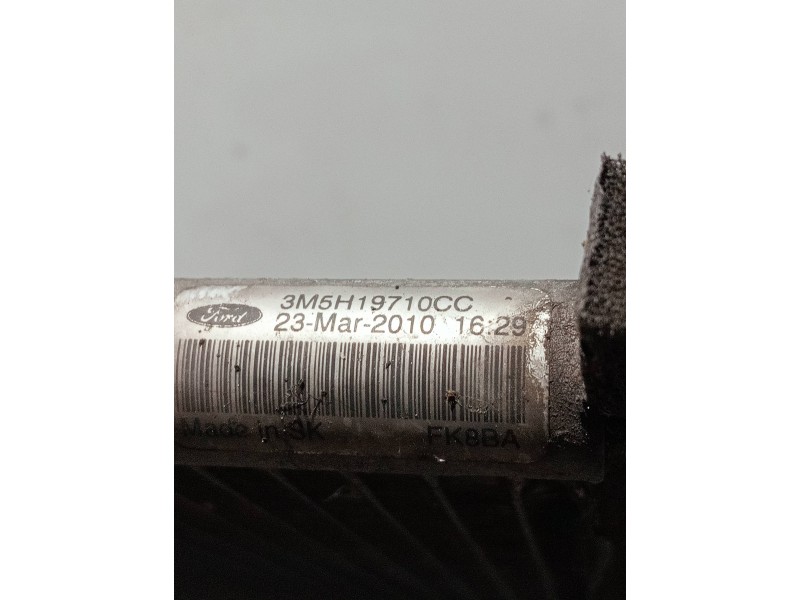 Ford
3M5H19710CC
23-Mar-2010 16:29
Made in SK
FK8BA